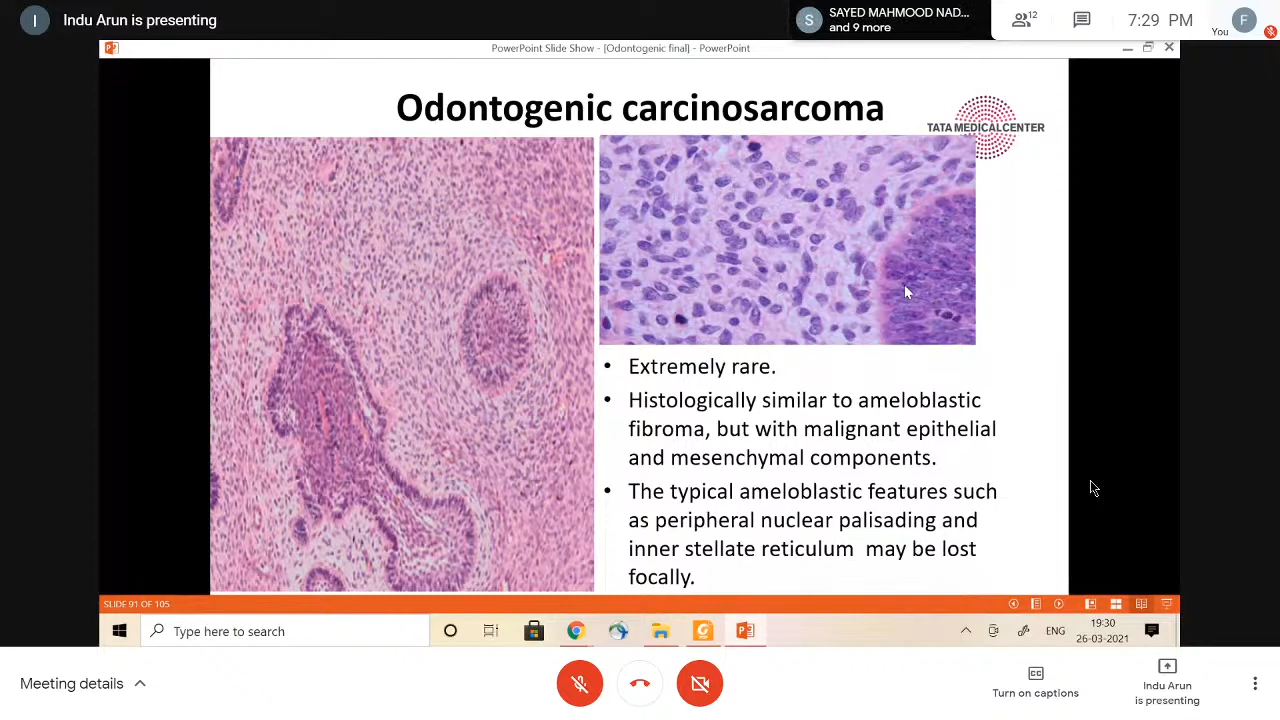 I
Indu Arun is presenting
S
SAYED MAHMOOD NAD...
and 9 more
12
7:29 PM
F
You
PowerPoint Slide Show - [Odontogenic final] - PowerPoint
Odontogenic carcinosarcoma
TATA MEDICAL CENTER
• Extremely rare.
• Histologically similar to ameloblastic
fibroma, but with malignant epithelial
and mesenchymal components.
• The typical ameloblastic features such
as peripheral nuclear palisading and
inner stellate reticulum may be lost
focally.
SLIDE 91 OF 105
Type here to search
ENG
19:30
26-03-2021
Meeting details
CC
Turn on captions
Indu Arun
is presenting